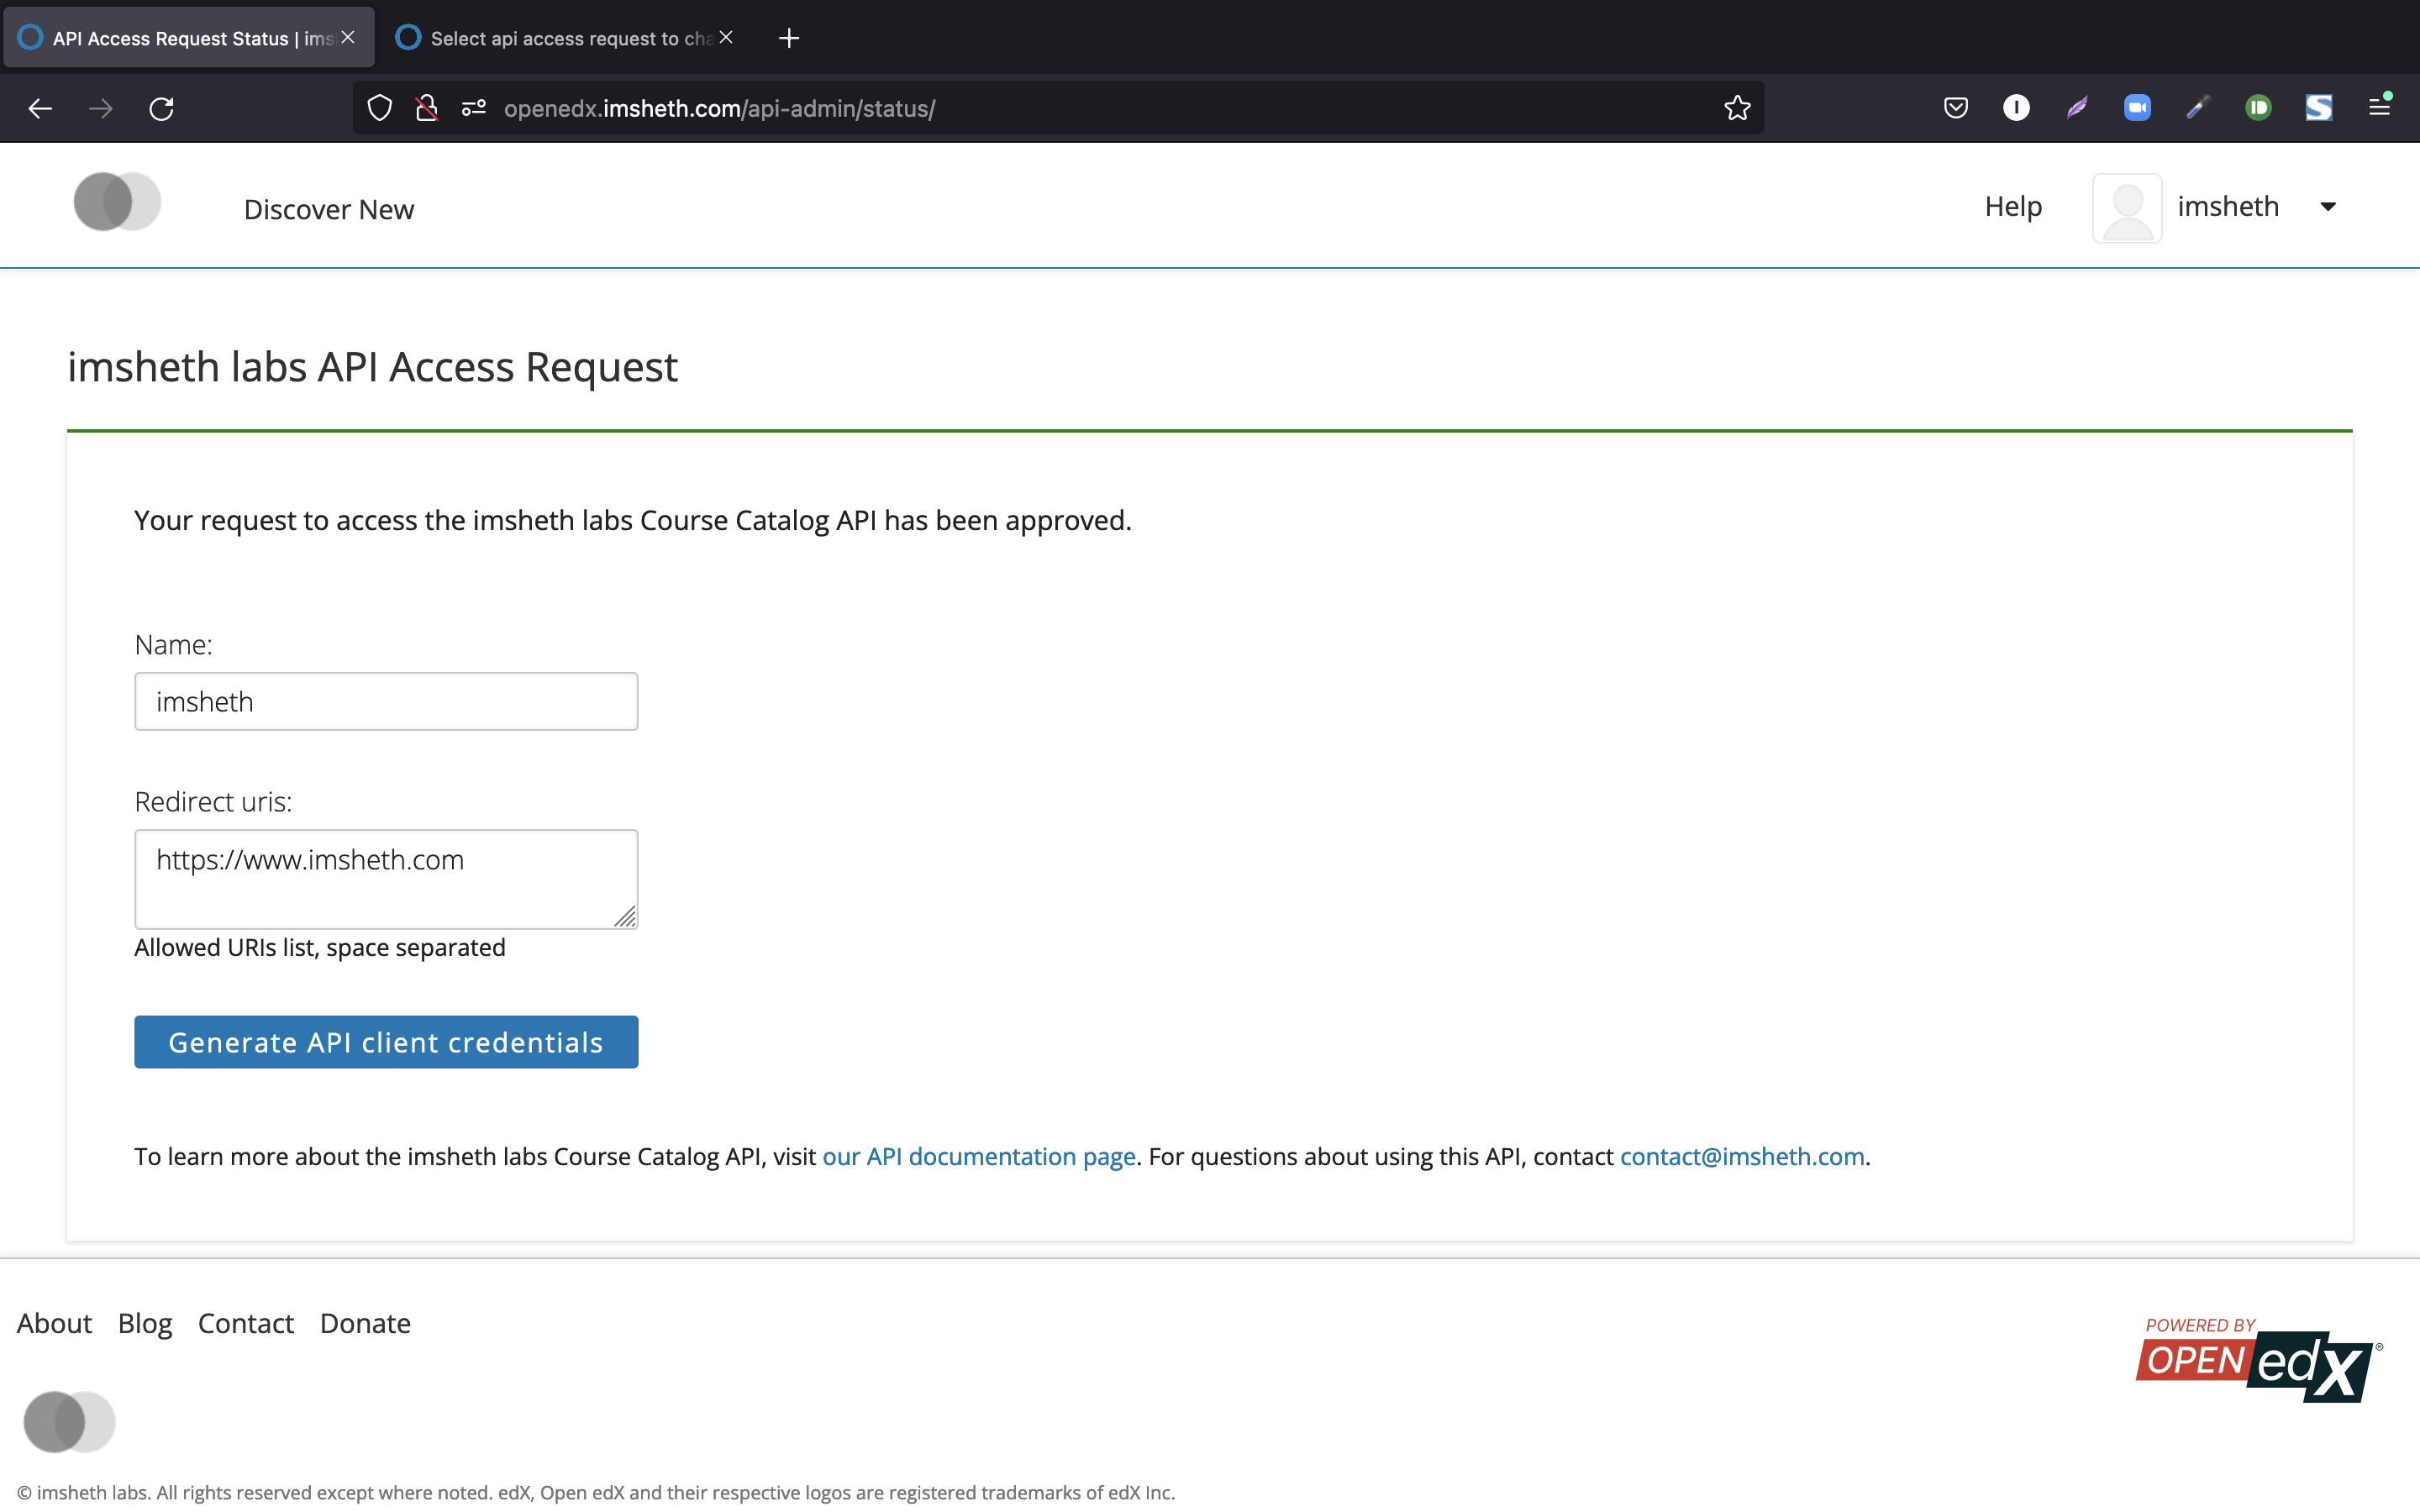 API Access Request Status | ims
Select api access request to cha
openedx.imsheth.com/api-admin/status/
Discover New
Help
imsheth
imsheth labs API Access Request
Your request to access the imsheth labs Course Catalog API has been approved.
Name:
imsheth
Redirect uris:
https://www.imsheth.com
Allowed URIs list, space separated
Generate API client credentials
To learn more about the imsheth labs Course Catalog API, visit our API documentation page. For questions about using this API, contact contact@imsheth.com.
About Blog Contact Donate
POWERED BY
OPEN edX ®
© imsheth labs. All rights reserved except where noted. edX, Open edX and their respective logos are registered trademarks of edX Inc.